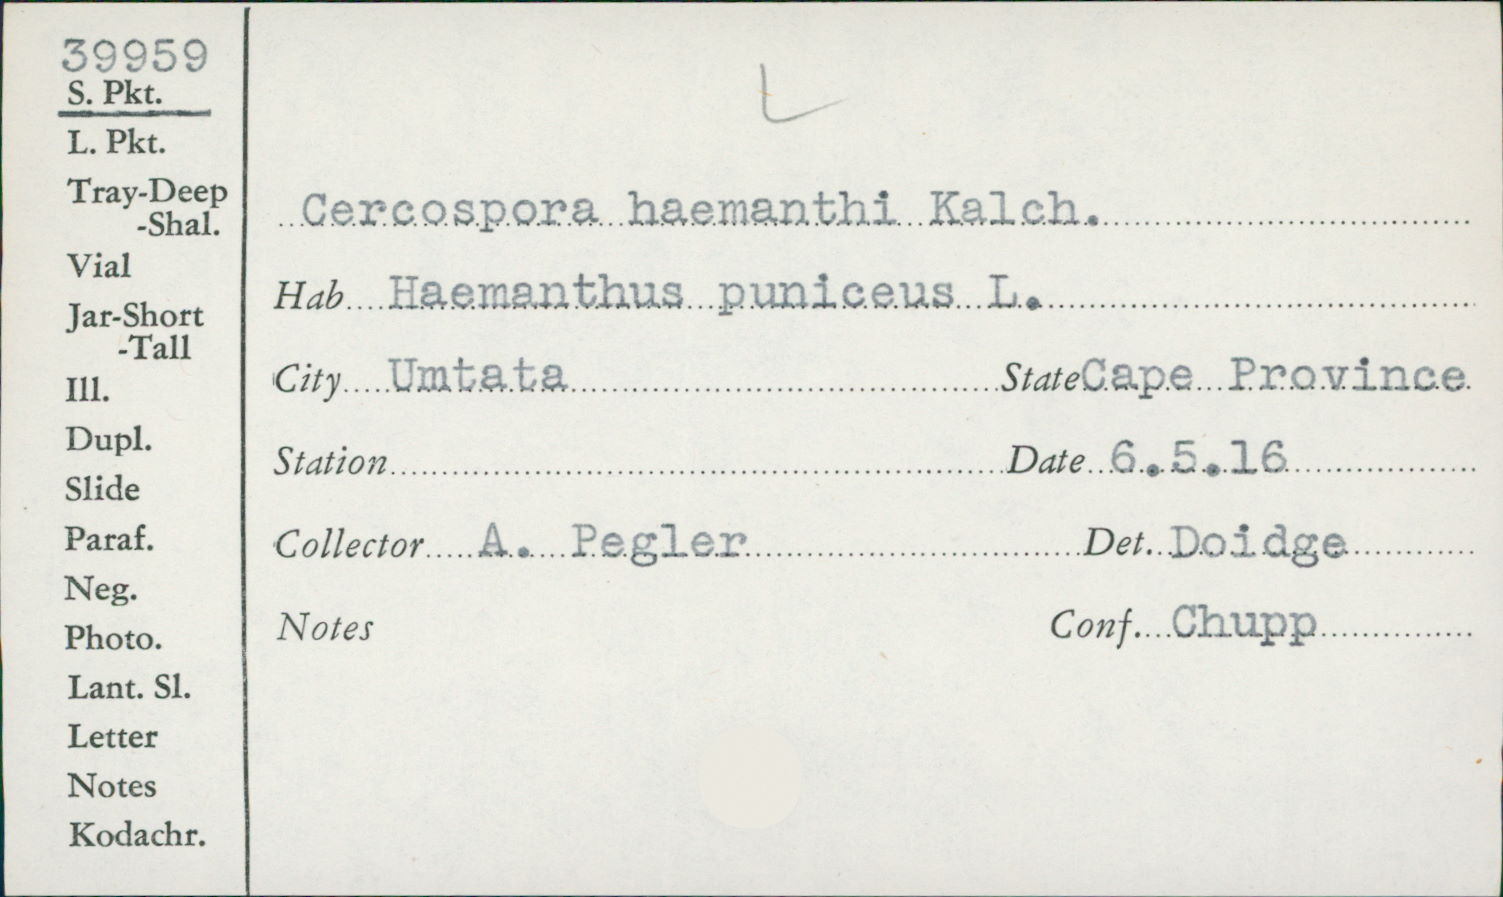 39959
S. Pkt.
L. Pkt.
Tray-Deep
-Shal.
Vial
Jar-Short
-Tall
Ill.
Dupl.
Slide
Paraf.
Neg.
Photo.
Lant. Sl.
Letter
Notes
Kodachr.
L
Cercospora haemanthi Kalch.
Hab Haemanthus puniceus L.
City Umtata State Cape Province
Station Date 6.5.16
Collector A. Pegler Det. Doidge
Notes Conf. Chupp